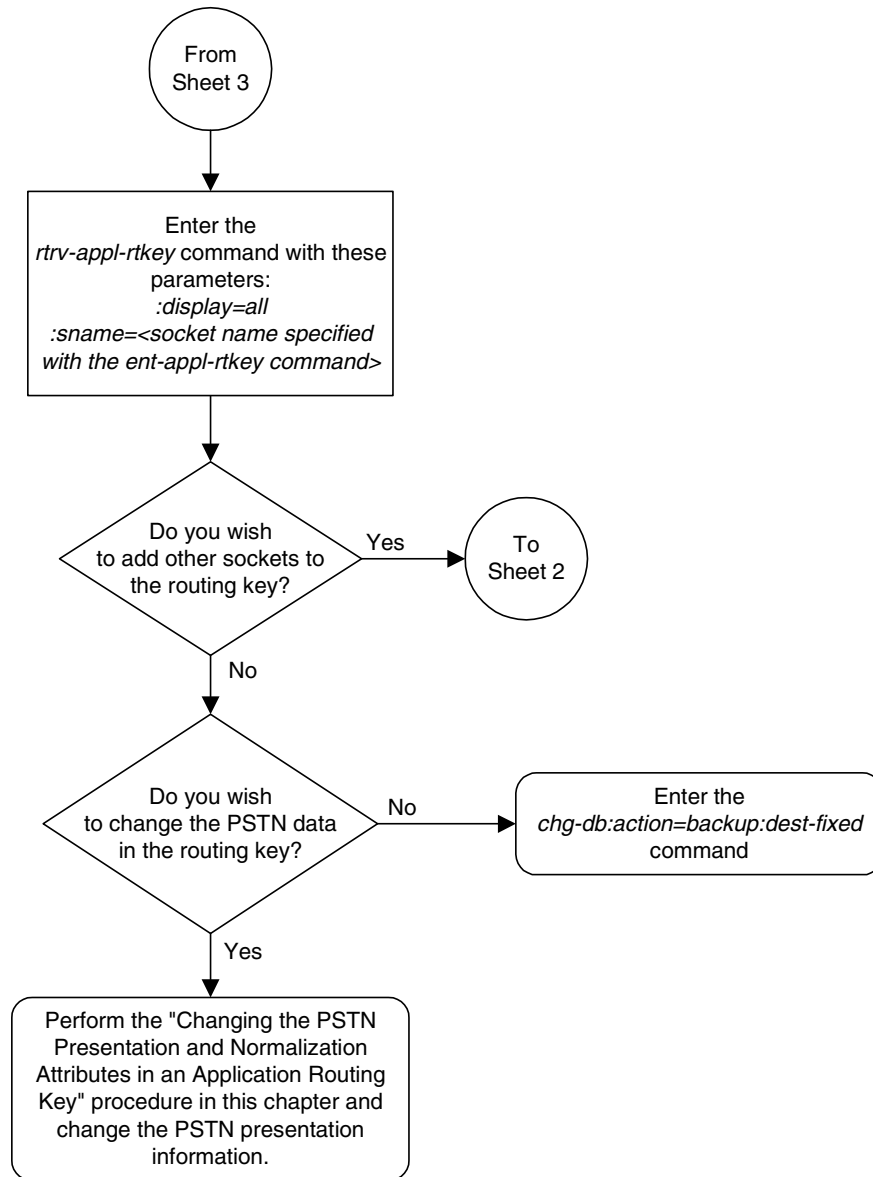 From
Sheet 3
Enter the
rtrv-appl-rtkey command with these
parameters:
:display=all
:sname=<socket name specified
with the ent-appl-rtkey command>
Do you wish
to add other sockets to
the routing key?
Yes
To
Sheet 2
No
Do you wish
to change the PSTN data
in the routing key?
No
Enter the
chg-db:action=backup:dest-fixed
command
Yes
Perform the "Changing the PSTN
Presentation and Normalization
Attributes in an Application Routing
Key" procedure in this chapter and
change the PSTN presentation
information.